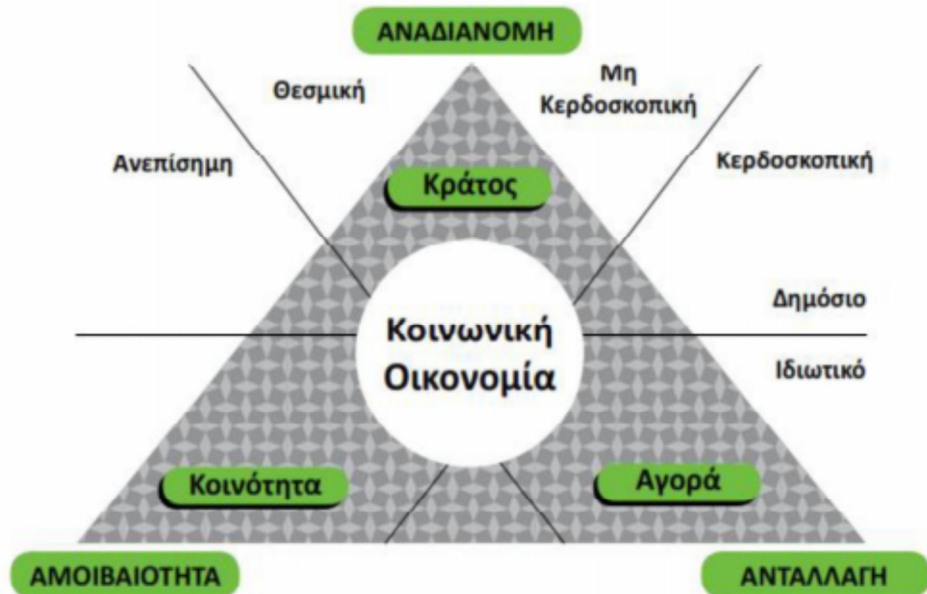 ΑΝΑΔΙΑΝΟΜΗ
Θεσμική
Μη
Κερδοσκοπική
Ανεπίσημη
Κερδοσκοπική
Κράτος
Δημόσιο
Κοινωνική
Οικονομία
Ιδιωτικό
Κοινότητα
Αγορά
ΑΜΟΙΒΑΙΟΤΗΤΑ
ΑΝΤΑΛΛΑΓΗ